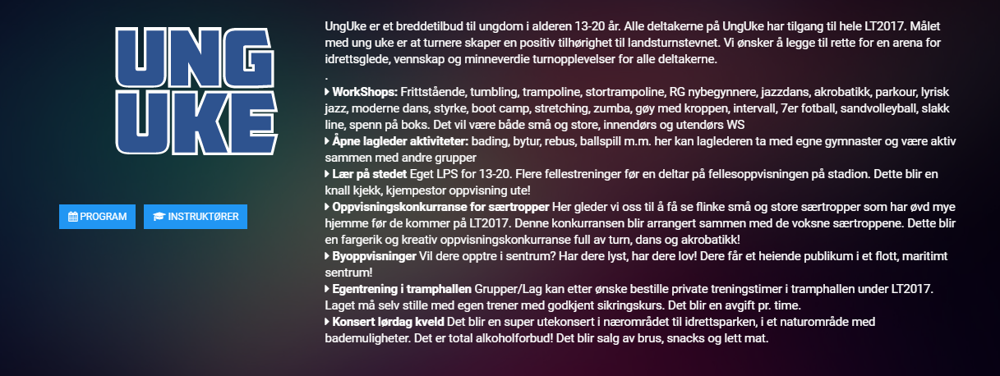 UNG
UKE
PROGRAM
INSTRUKTØRER
UngUke er et breddetilbud til ungdom i alderen 13-20 år. Alle deltakerne på UngUke har tilgang til hele LT2017. Målet
med ung uke er at turnere skaper en positiv tilhørighet til landsturnstevnet. Vi ønsker å legge til rette for en arena for
idrettsglede, vennskap og minneverdie turnopplevelser for alle deltakerne.
.
WorkShops: Frittstående, tumbling, trampoline, stortrampoline, RG nybegynnere, jazzdans, akrobatikk, parkour, lyrisk
jazz, moderne dans, styrke, boot camp, stretching, zumba, gøy med kroppen, intervall, 7er fotball, sandvolleyball, slakk
line, spenn på boks. Det vil være både små og store, innendørs og utendørs WS
Åpne lagleder aktiviteter: bading, bytur, rebus, ballspill m.m. her kan laglederen ta med egne gymnaster og være aktiv
sammen med andre grupper
Lær på stedet Eget LPS for 13-20. Flere fellestreninger før en deltar på fellesoppvisningen på stadion. Dette blir en
knall kjekk, kjempestor oppvisning ute!
Oppvisningskonkurranse for særtropper Her gleder vi oss til å få se flinke små og store særtropper som har øvd mye
hjemme før de kommer på LT2017. Denne konkurransen blir arrangert sammen med de voksne særtroppene. Dette blir
en fargerik og kreativ oppvisningskonkurranse full av turn, dans og akrobatikk!
Byoppvisninger Vil dere opptre i sentrum? Har dere lyst, har dere lov! Dere får et heiende publikum i et flott, maritimt
sentrum!
Egentrening i tramphallen Grupper/Lag kan etter ønske bestille private treningstimer i tramphallen under LT2017.
Laget må selv stille med egen trener med godkjent sikringskurs. Det blir en avgift pr. time.
Konsert lørdag kveld Det blir en super utekonsert i nærområdet til idrettsparken, i et naturområde med
bademuligheter. Det er total alkoholforbud! Det blir salg av brus, snacks og lett mat.